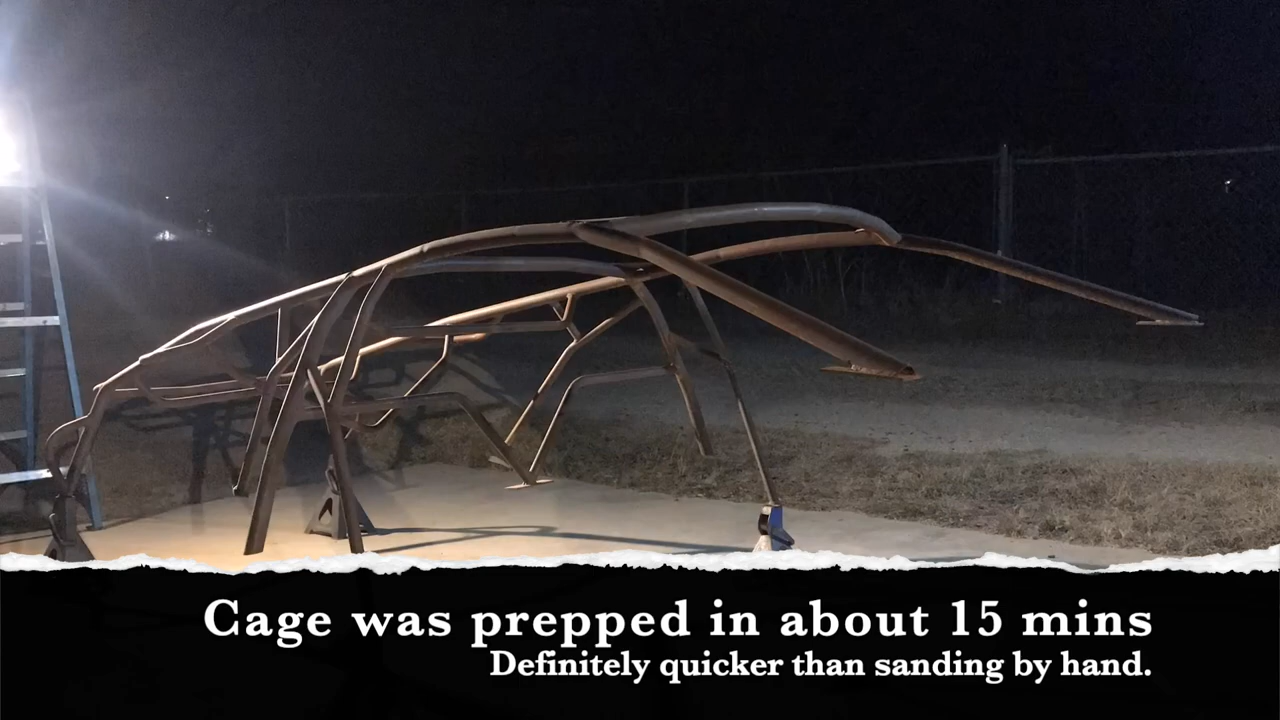 Cage was prepped in about 15 mins
Definitely quicker than sanding by hand.